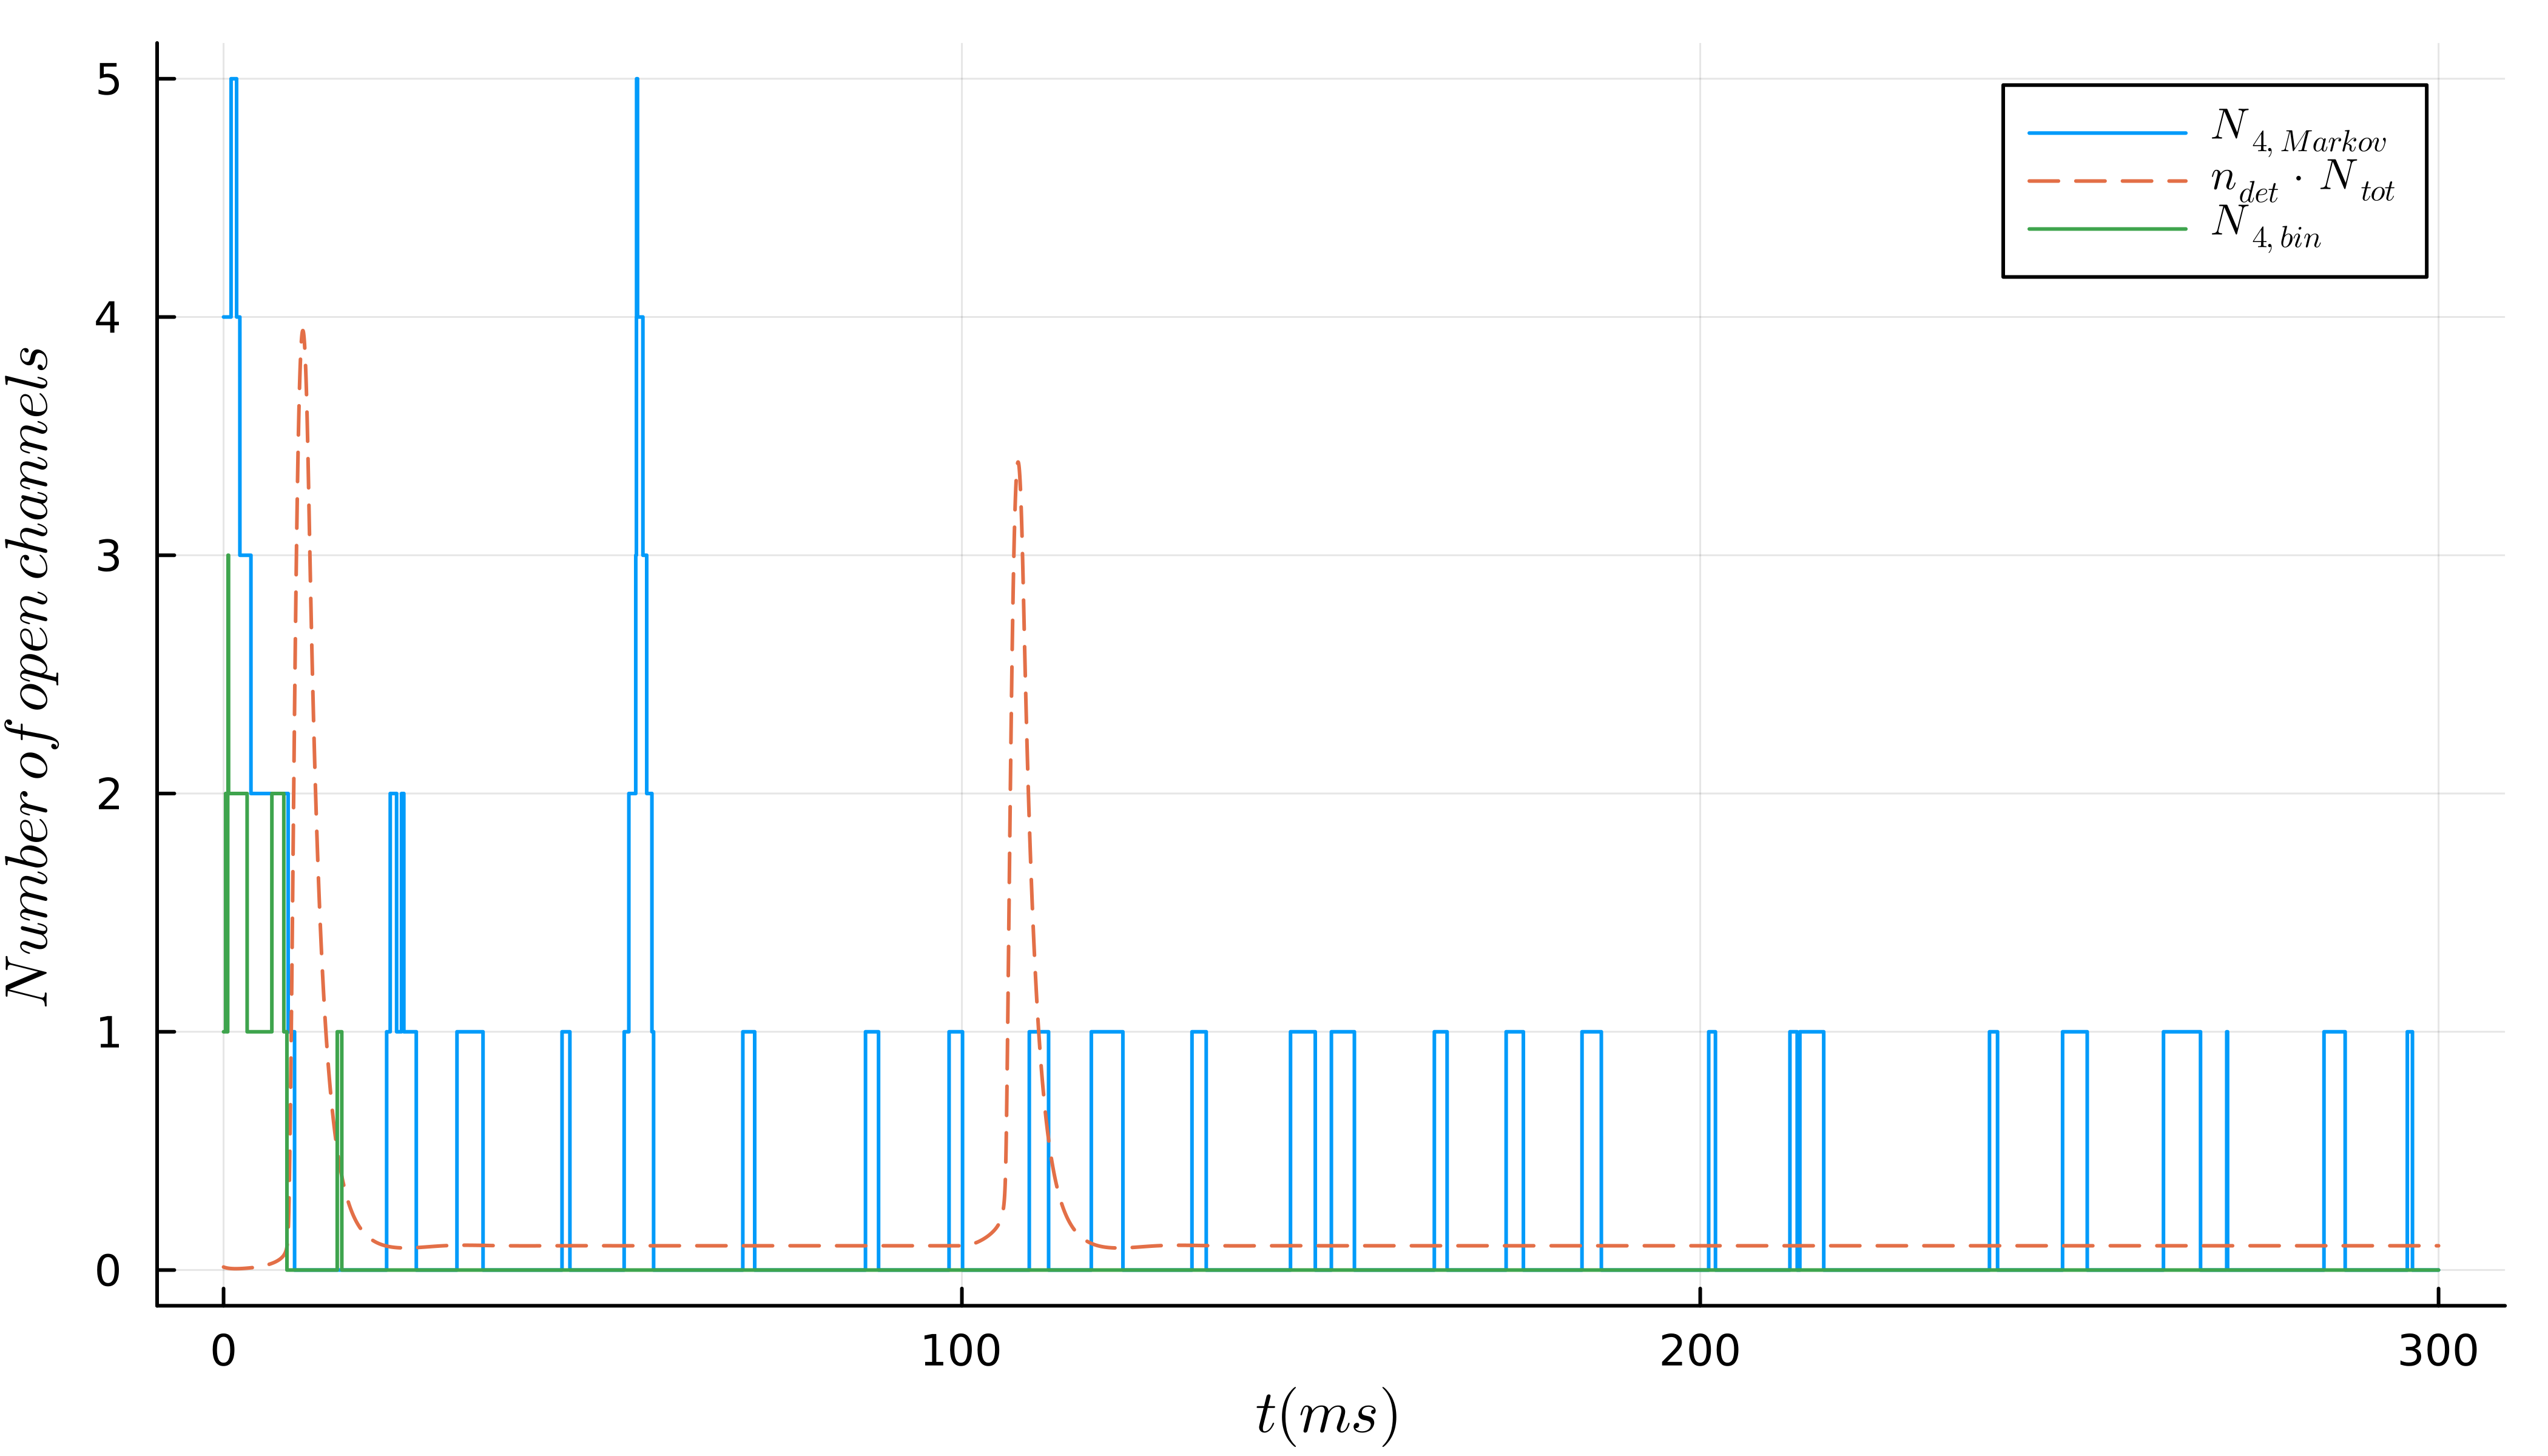 5
4
3
2
1
0
Number of open channels
0 100 200 300
t(ms)
N_{4, Markov}
n_{det} · N_{tot}
N_{4, bin}